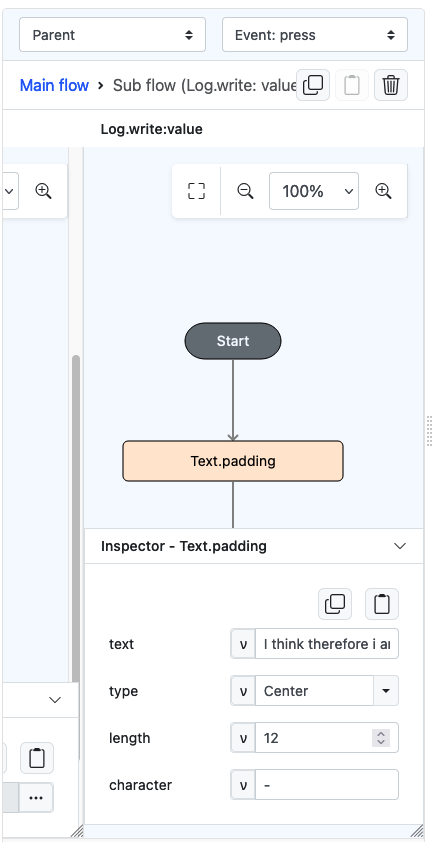 Parent Event: press
Main flow › Sub flow (Log.write: value
Log.write:value
100%
Start
Text.padding
Inspector - Text.padding
text ν I think therefore i
type ν Center
length ν 12
character ν -
...